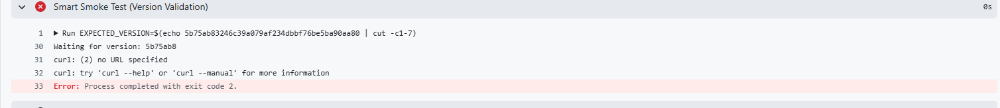 Smart Smoke Test (Version Validation) 0s
1 Run EXPECTED_VERSION=$(echo 5b75ab83246c39a079af234dbbf76be5ba90aa80 | cut -c1-7)
30 Waiting for version: 5b75ab8
31 curl: (2) no URL specified
32 curl: try 'curl --help' or 'curl --manual' for more information
33 Error: Process completed with exit code 2.